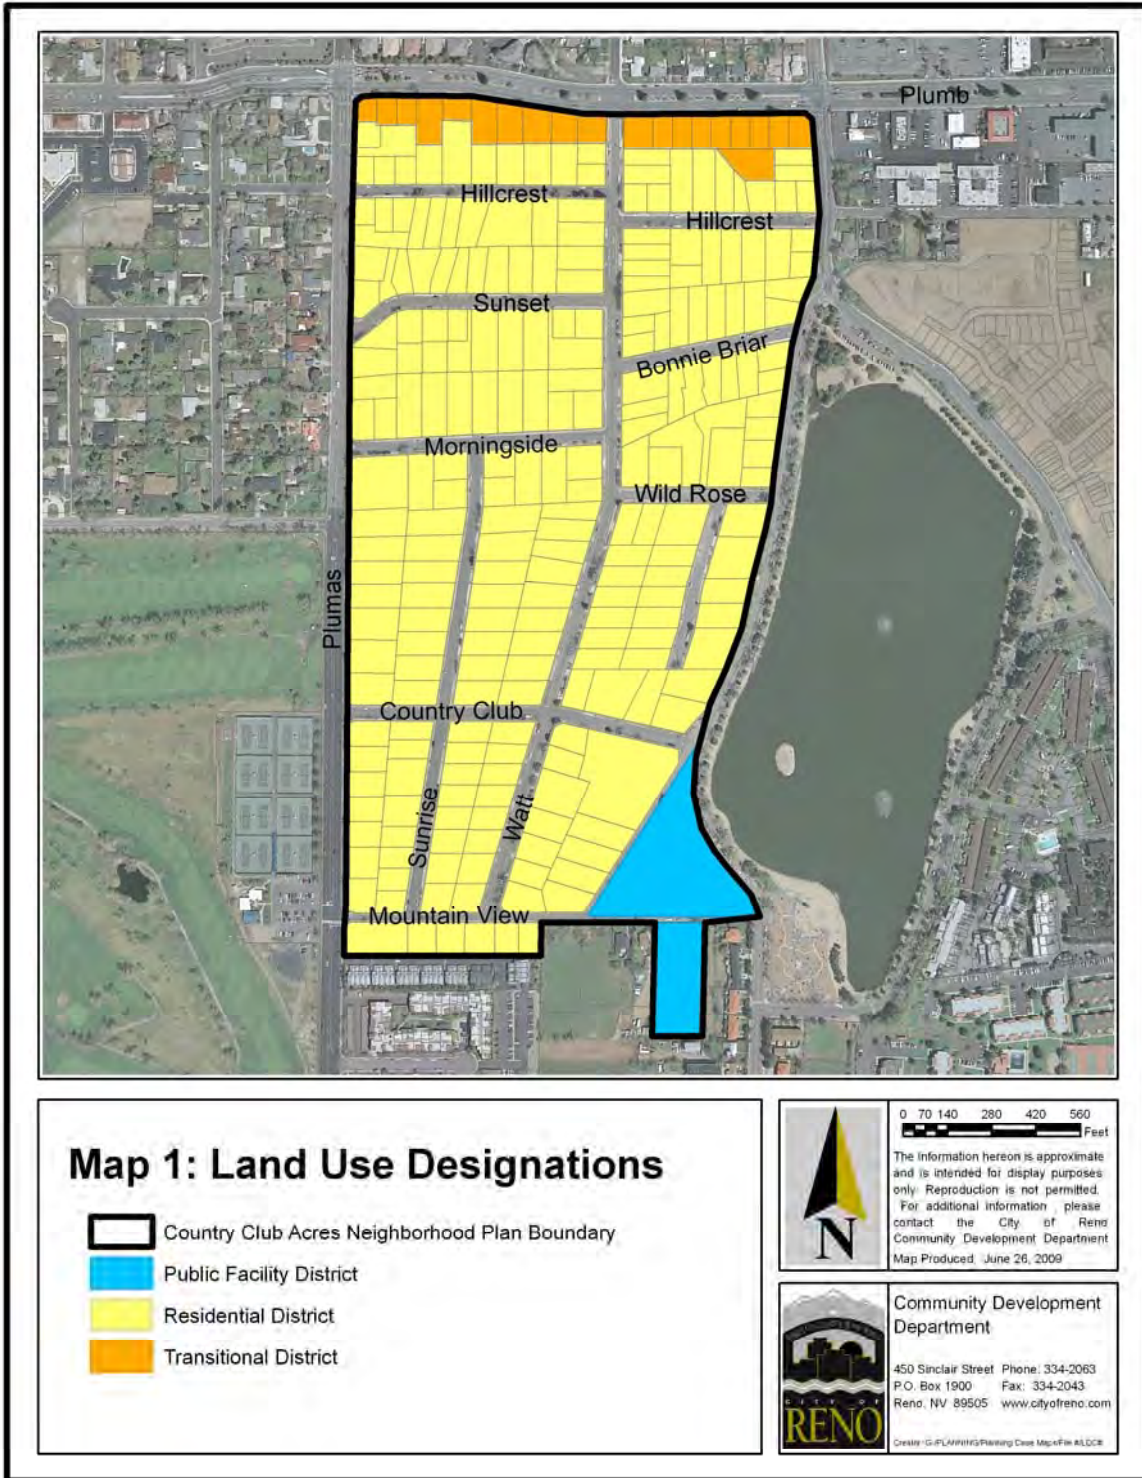 Plumb
Hillcrest
Hillcrest
Sunset
Bonnie Briar
Morningside
Wild Rose
Plumas
Country Club
Sunrise
Watt
Mountain View
Map 1: Land Use Designations
Country Club Acres Neighborhood Plan Boundary
Public Facility District
Residential District
Transitional District
N
0 70 140 280 420 560
Feet
The information hereon is approximate
and is intended for display purposes
only. Reproduction is not permitted.
For additional information , please
contact the City of Reno
Community Development Department
Map Produced: June 26, 2009
CITY OF
RENO
Community Development
Department
450 Sinclair Street Phone: 334-2063
P.O. Box 1900 Fax: 334-2043
Reno, NV 89505 www.cityofreno.com